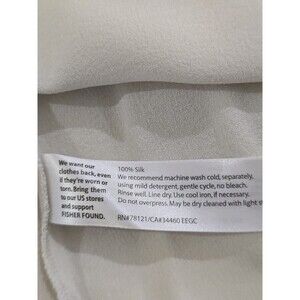 We want our
clothes back, even
if they're worn or
torn. Bring them
to our US stores
and support
FISHER FOUND.
100% Silk
We recommend machine wash cold, separately,
using mild detergent, gentle cycle, no bleach.
Rinse well. Line dry. Use cool iron, if necessary.
Do not overpress. May be dry cleaned with light s
RN#78121/CA#34460 EEGC